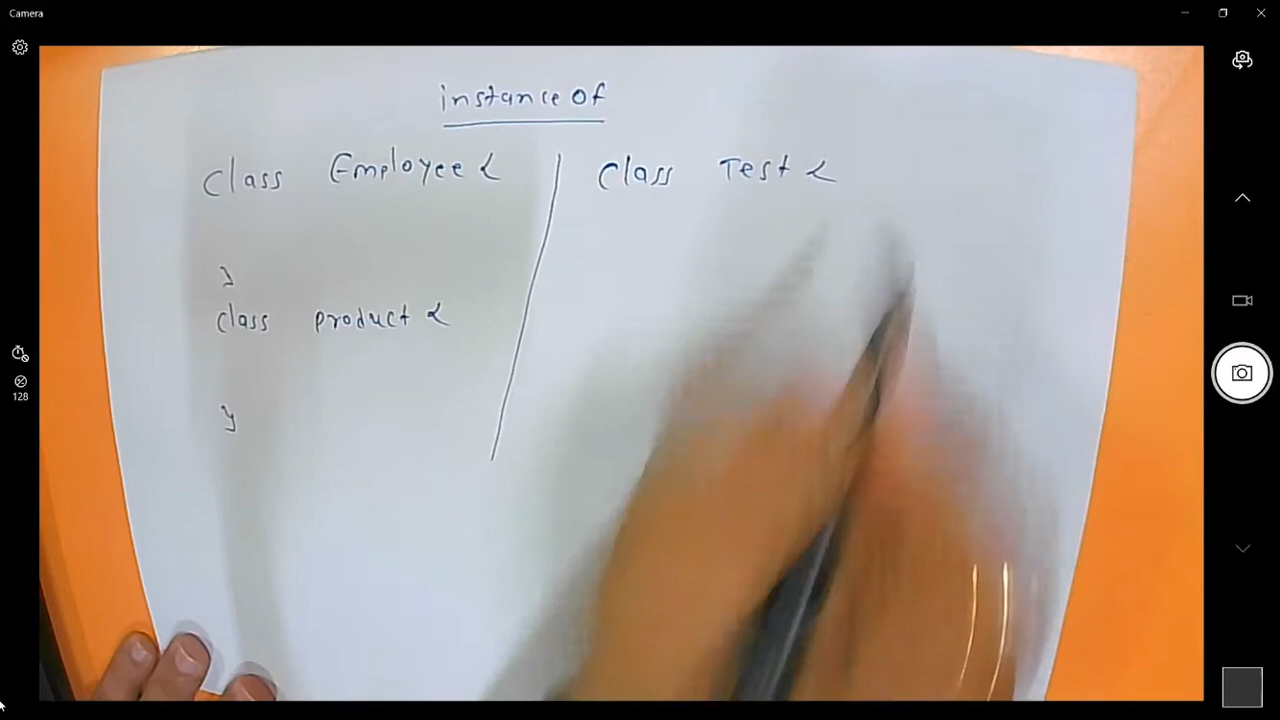 Camera
instance of
class Employee {
}
class product {
}
class Test {
128